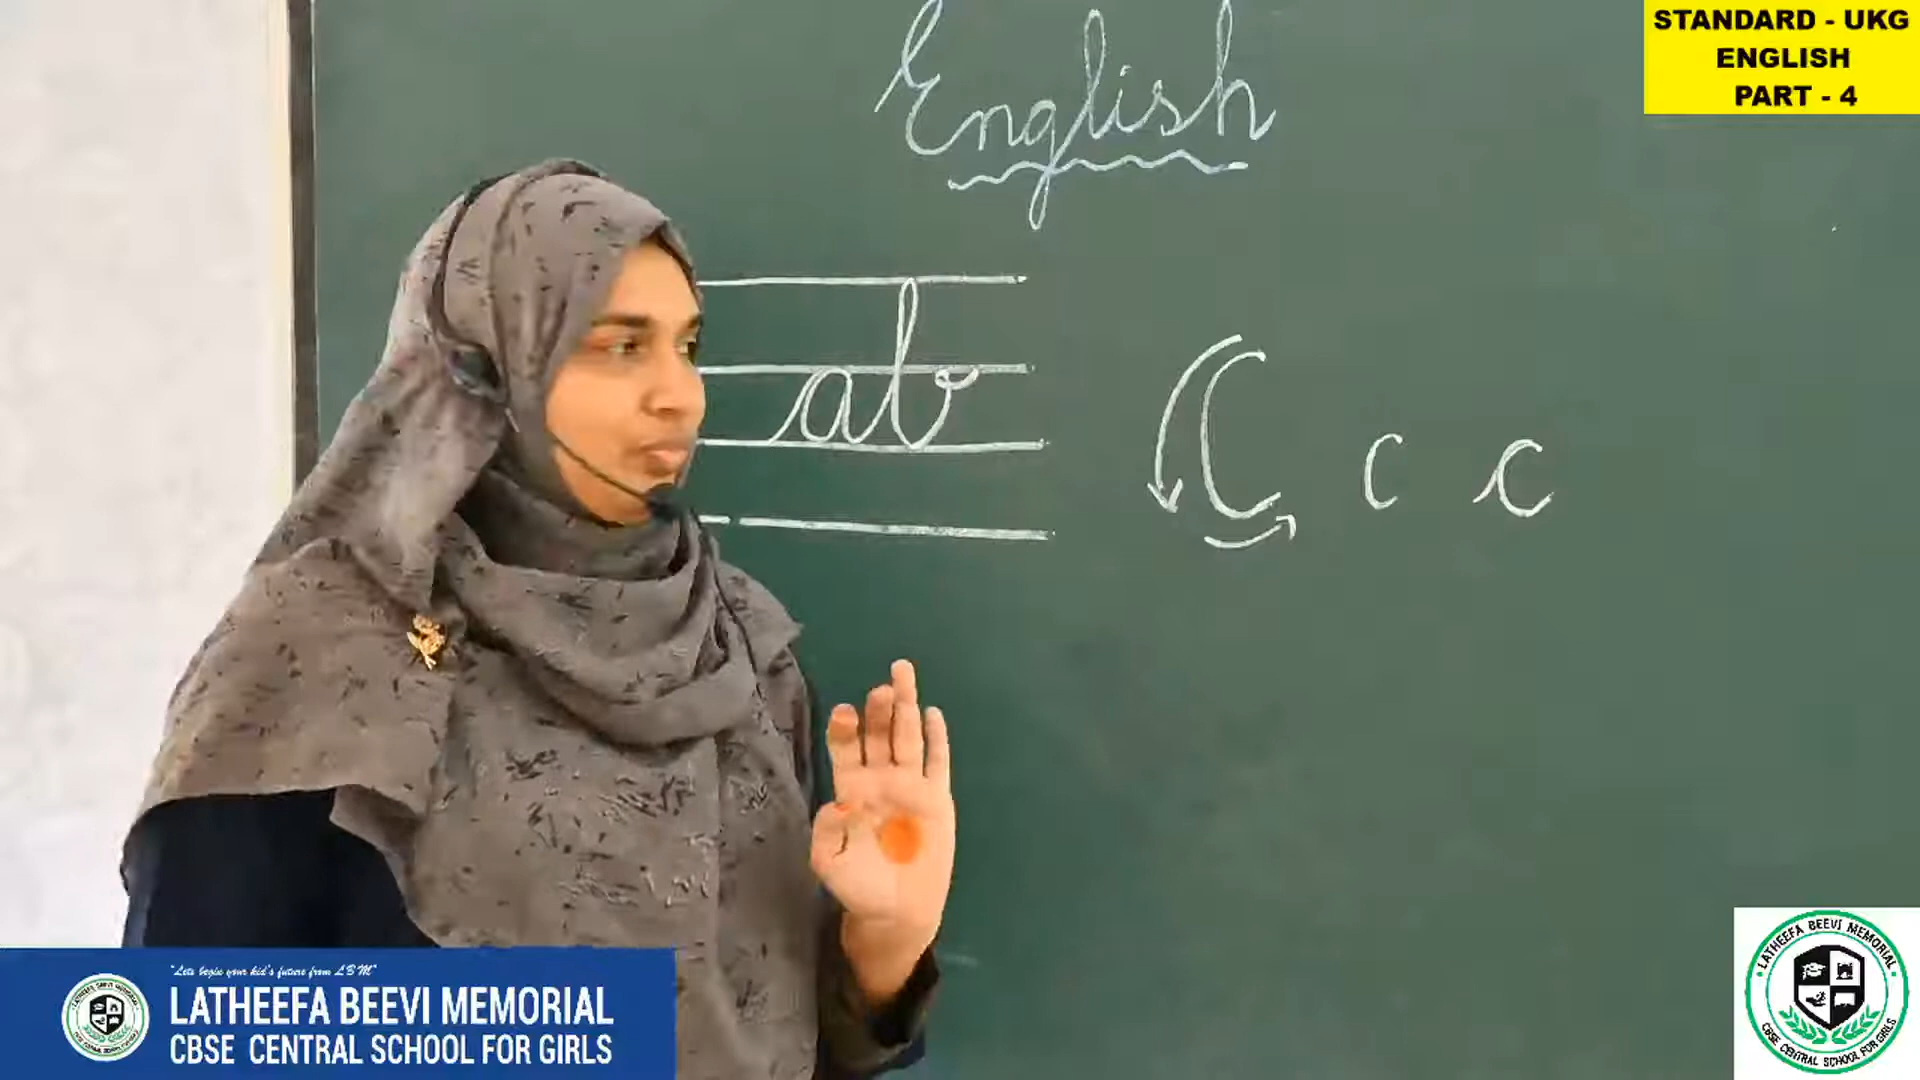 STANDARD - UKG
ENGLISH
PART - 4
English
ab
C c c
"Lets begin your kid's future from LBM"
LATHEEFA BEEVI MEMORIAL
CBSE CENTRAL SCHOOL FOR GIRLS
LATHEEFA BEEVI MEMORIAL
CBSE CENTRAL SCHOOL FOR GIRLS